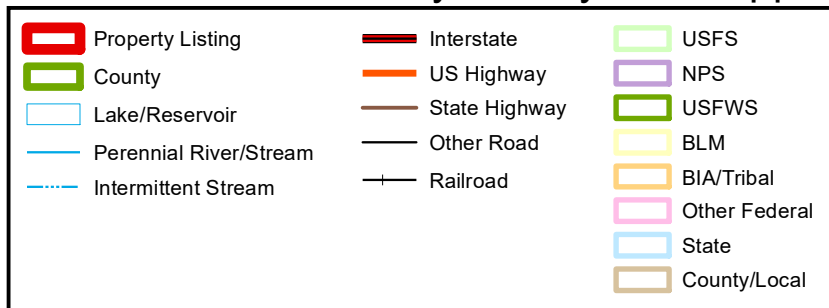 Property Listing
County
Lake/Reservoir
Perennial River/Stream
Intermittent Stream
Interstate
US Highway
State Highway
Other Road
Railroad
USFS
NPS
USFWS
BLM
BIA/Tribal
Other Federal
State
County/Local